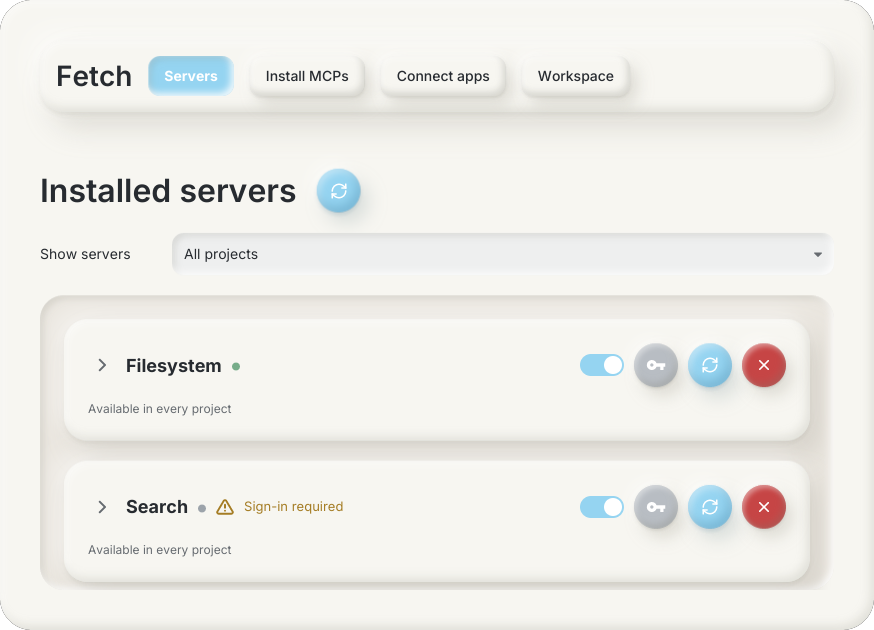 Fetch
Servers
Install MCPs
Connect apps
Workspace
Installed servers
Show servers
All projects
Filesystem
Available in every project
Search
Sign-in required
Available in every project